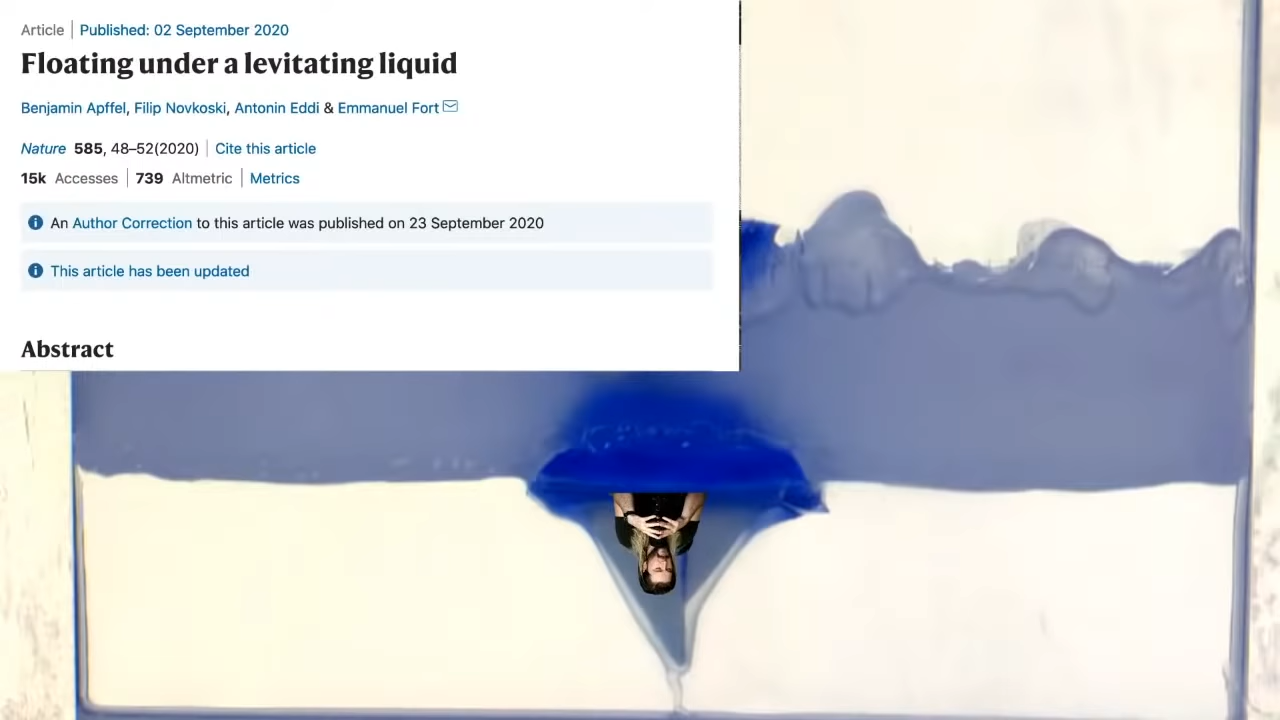 Article | Published: 02 September 2020
Floating under a levitating liquid
Benjamin Apffel, Filip Novkoski, Antonin Eddi & Emmanuel Fort
Nature 585, 48–52(2020) | Cite this article
15k Accesses | 739 Altmetric | Metrics
An Author Correction to this article was published on 23 September 2020
This article has been updated
Abstract